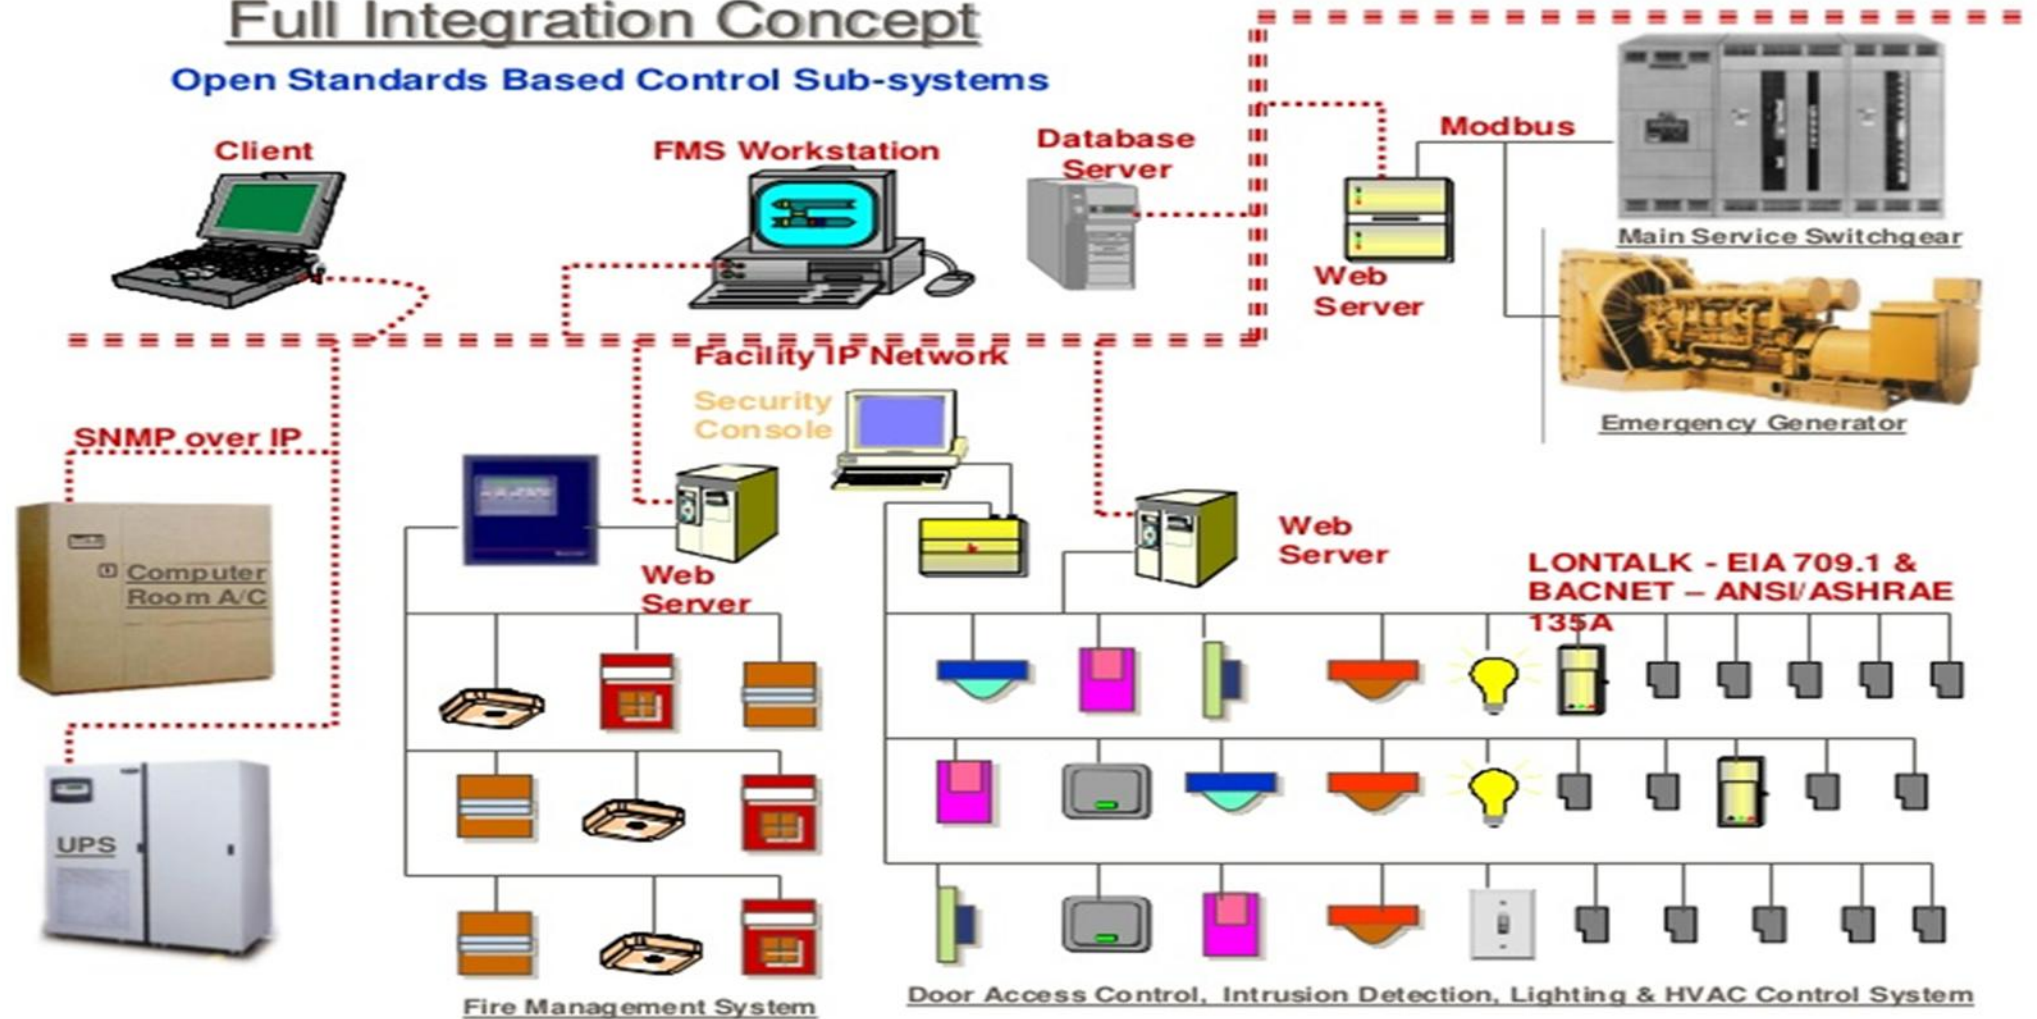 Full Integration Concept
Open Standards Based Control Sub-systems
Client
FMS Workstation
Database
Server
Modbus
Main Service Switchgear
Web
Server
Facility IP Network
Security
Console
Emergency Generator
SNMP over IP
Computer
Room A/C
Web
Server
Web
Server
LONTALK - EIA 709.1 &
BACNET – ANSI/ASHRAE
135A
UPS
Fire Management System
Door Access Control, Intrusion Detection, Lighting & HVAC Control System